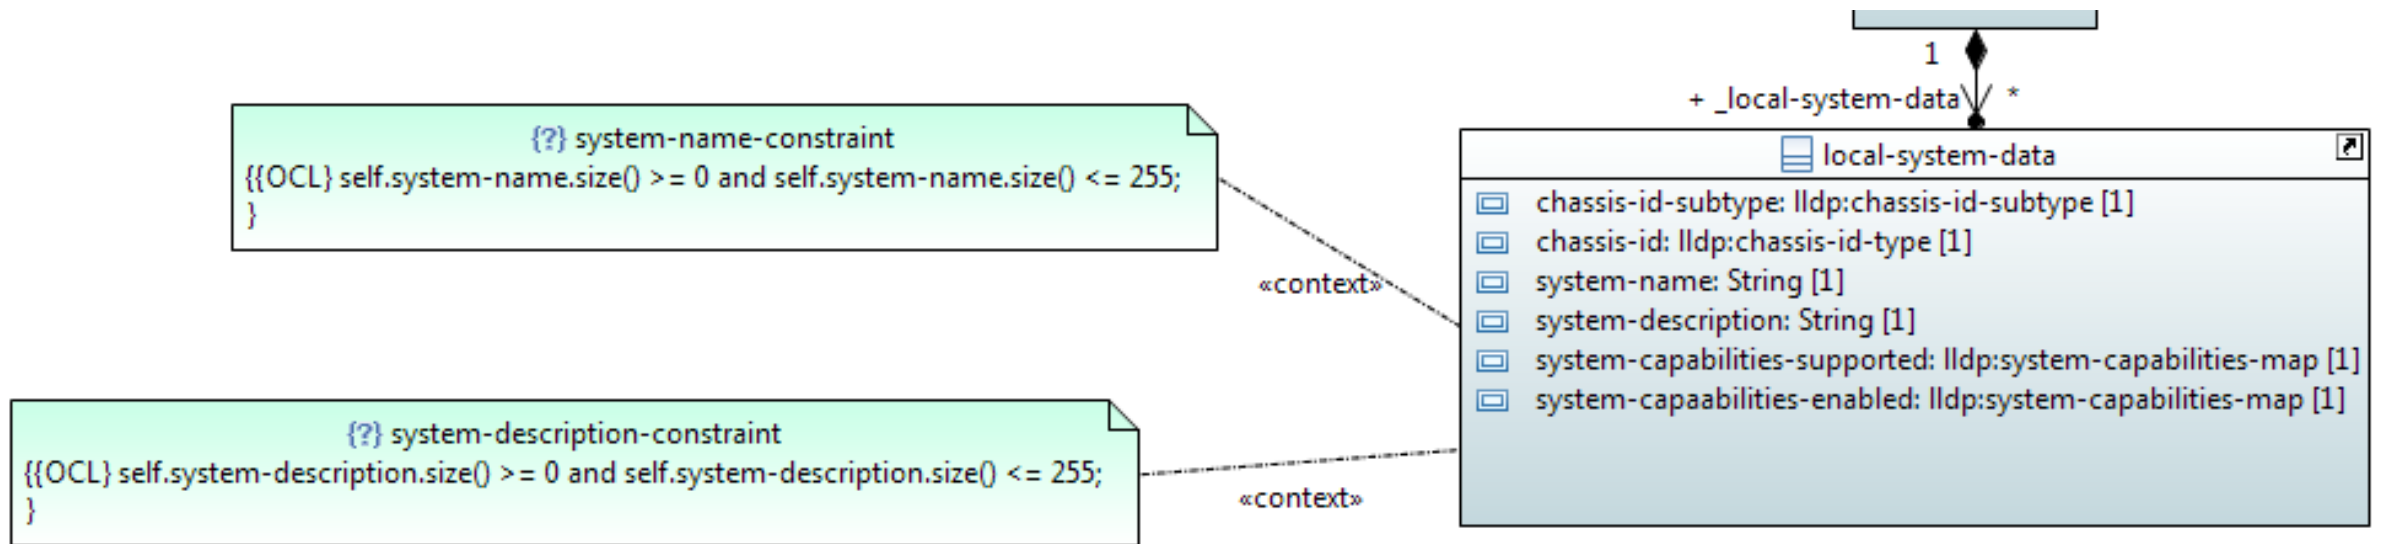 1
+ _local-system-data *
{?} system-name-constraint
{{OCL} self.system-name.size() >= 0 and self.system-name.size() <= 255;
}
«context»
local-system-data
chassis-id-subtype: lldp:chassis-id-subtype [1]
chassis-id: lldp:chassis-id-type [1]
system-name: String [1]
system-description: String [1]
system-capabilities-supported: lldp:system-capabilities-map [1]
system-capaabilities-enabled: lldp:system-capabilities-map [1]
{?} system-description-constraint
{{OCL} self.system-description.size() >= 0 and self.system-description.size() <= 255;
}
«context»